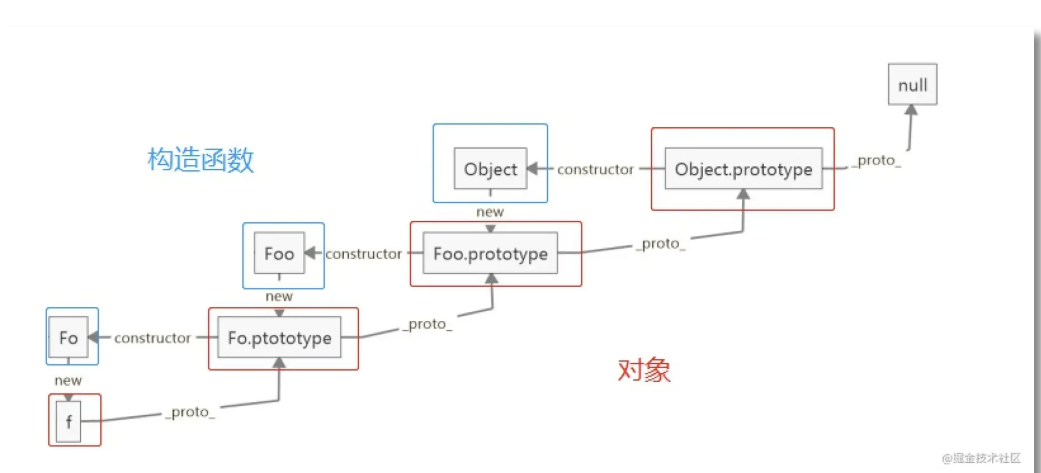 null
构造函数
Object
constructor
Object.prototype
_proto_
new
Foo
constructor
Foo.prototype
_proto_
new
Fo
constructor
Fo.ptototype
_proto_
new
对象
f
_proto_
@掘金技术社区